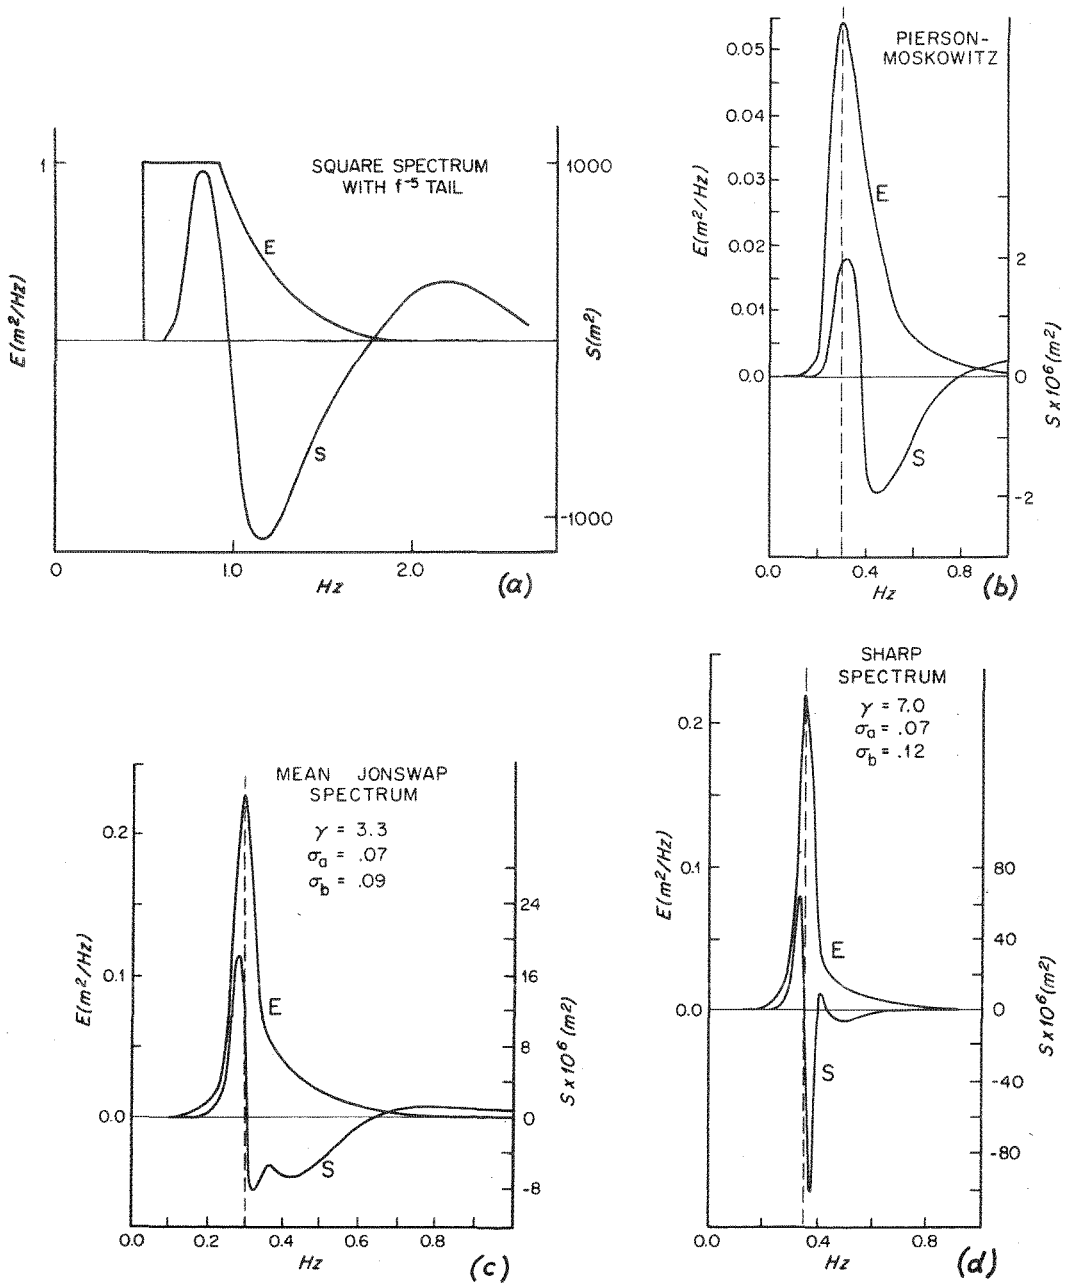 SQUARE SPECTRUM
WITH f⁻⁵ TAIL
1
E
S
E(m²/Hz)
1000
-1000
S(m²)
0
1.0
2.0
Hz
(a)
PIERSON-
MOSKOWITZ
0.05
0.04
0.03
0.02
0.01
0.0
E(m²/Hz)
E
S
2
0
-2
S x 10⁶ (m²)
0.0
0.4
0.8
Hz
(b)
MEAN JONSWAP
SPECTRUM
γ = 3.3
σa = .07
σb = .09
0.2
0.1
0.0
E(m²/Hz)
E
S
24
16
8
0
-8
S x 10⁶ (m²)
0.0
0.2
0.4
0.6
0.8
Hz
(c)
SHARP
SPECTRUM
γ = 7.0
σa = .07
σb = .12
0.2
0.1
0.0
E(m²/Hz)
E
S
80
40
0
-40
-80
S x 10⁶ (m²)
0.0
0.4
0.8
Hz
(d)